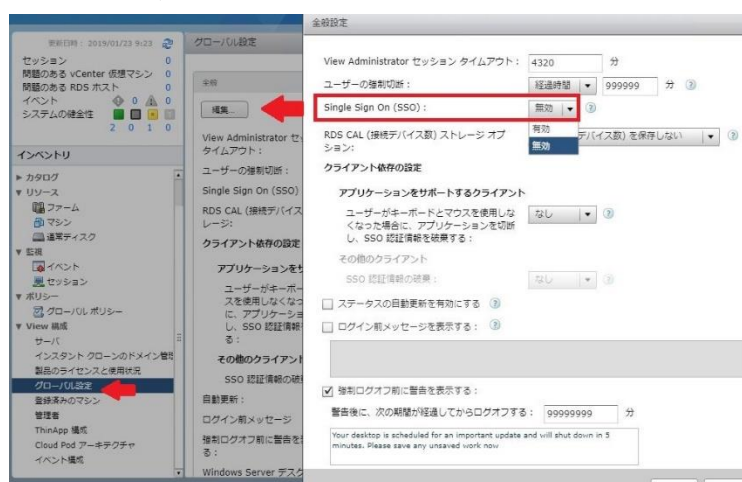 更新日時： 2019/01/23 9:23
セッション 0
問題のある vCenter 仮想マシン 0
問題のある RDS ホスト 0
イベント 0 0
システムの健全性
2 0 1 0
インベントリ
カタログ
リソース
ファーム
マシン
通常ディスク
監視
イベント
セッション
ポリシー
グローバル ポリシー
View 構成
サーバ
インスタント クローンのドメイン管理
製品のライセンスと使用状況
グローバル設定
登録済みのマシン
管理者
ThinApp 構成
Cloud Pod アーキテクチャ
イベント構成
グローバル設定
全般
編集...
View Administrator セッ
タイムアウト：
ユーザーの強制切断：
Single Sign On (SSO)
RDS CAL (接続デバイス
レージ:
クライアント依存の設定
アプリケーションをサ
ユーザーがキーボー
スを使用しなくなっ
に、アプリケーショ
し、SSO 認証情報
る：
その他のクライアント
SSO 認証情報の破
自動更新：
ログイン前メッセージ
強制ログオフ前に警告を
る：
Windows Server デスク
全般設定
View Administrator セッション タイムアウト： 4320 分
ユーザーの強制切断： 経過時間 999999 分
Single Sign On (SSO)： 無効
有効
無効
RDS CAL (接続デバイス数) ストレージ オプ
ション: デバイス数) を保存しない
クライアント依存の設定
アプリケーションをサポートするクライアント
ユーザーがキーボードとマウスを使用しな
くなった場合に、アプリケーションを切断
し、SSO 認証情報を破棄する： なし
その他のクライアント
SSO 認証情報の破棄： なし
ステータスの自動更新を有効にする
ログイン前メッセージを表示する：
強制ログオフ前に警告を表示する：
警告後に、次の期間が経過してからログオフする： 99999999 分
Your desktop is scheduled for an important update and will shut down in 5
minutes. Please save any unsaved work now